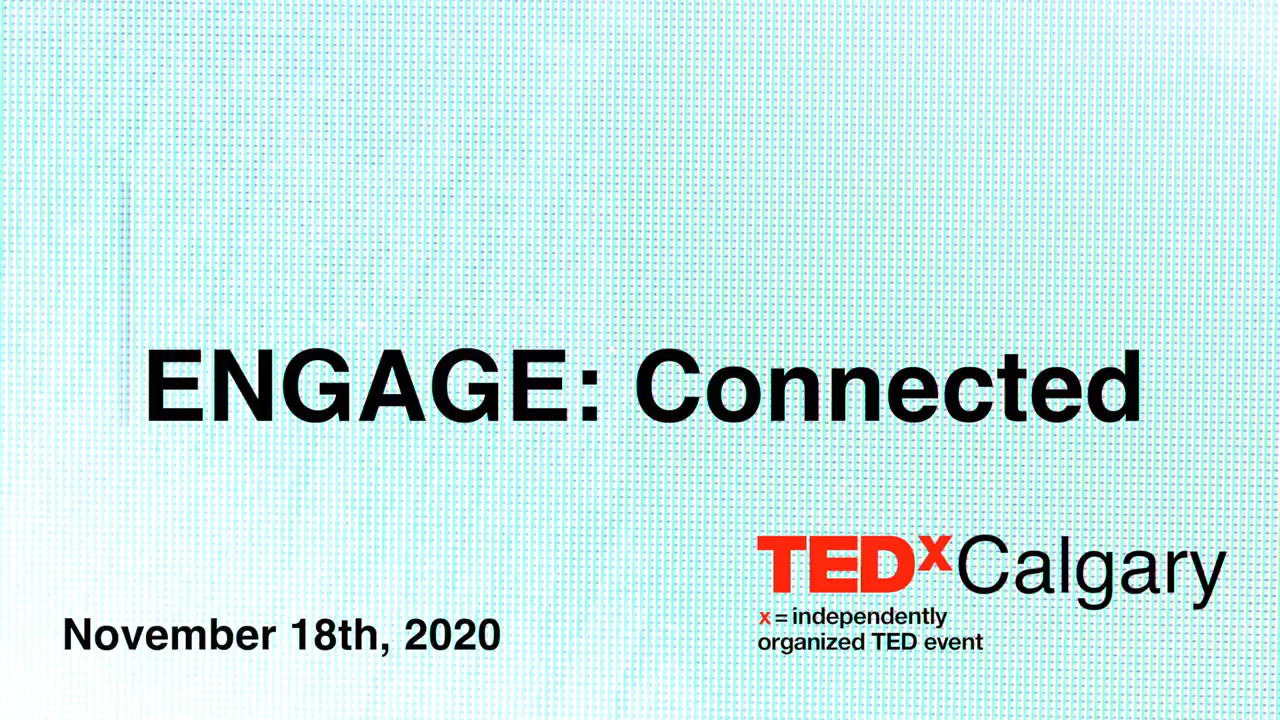 ENGAGE: Connected
TEDxCalgary
x = independently
organized TED event
November 18th, 2020